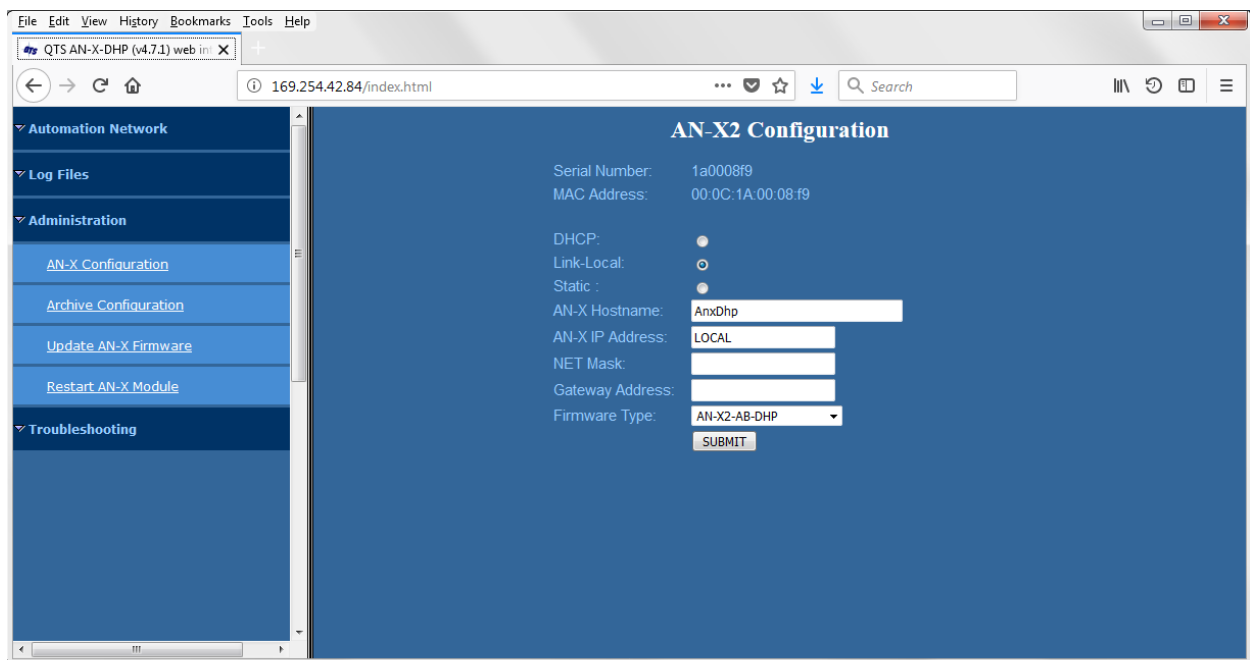 File Edit View History Bookmarks Tools Help
QTS AN-X-DHP (v4.7.1) web in
169.254.42.84/index.html
Search
Automation Network
Log Files
Administration
AN-X Configuration
Archive Configuration
Update AN-X Firmware
Restart AN-X Module
Troubleshooting
AN-X2 Configuration
Serial Number: 1a0008f9
MAC Address: 00:0C:1A:00:08:f9
DHCP:
Link-Local:
Static :
AN-X Hostname: AnxDhp
AN-X IP Address: LOCAL
NET Mask:
Gateway Address:
Firmware Type: AN-X2-AB-DHP
SUBMIT